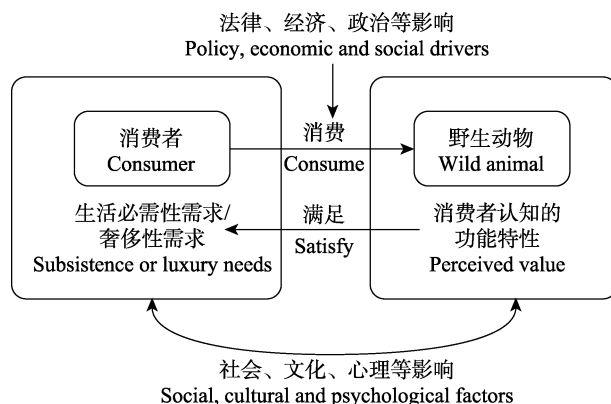 法律、经济、政治等影响
Policy, economic and social drivers
消费者
Consumer
消费
Consume
野生动物
Wild animal
生活必需性需求/
奢侈性需求
Subsistence or luxury needs
满足
Satisfy
消费者认知的
功能特性
Perceived value
社会、文化、心理等影响
Social, cultural and psychological factors